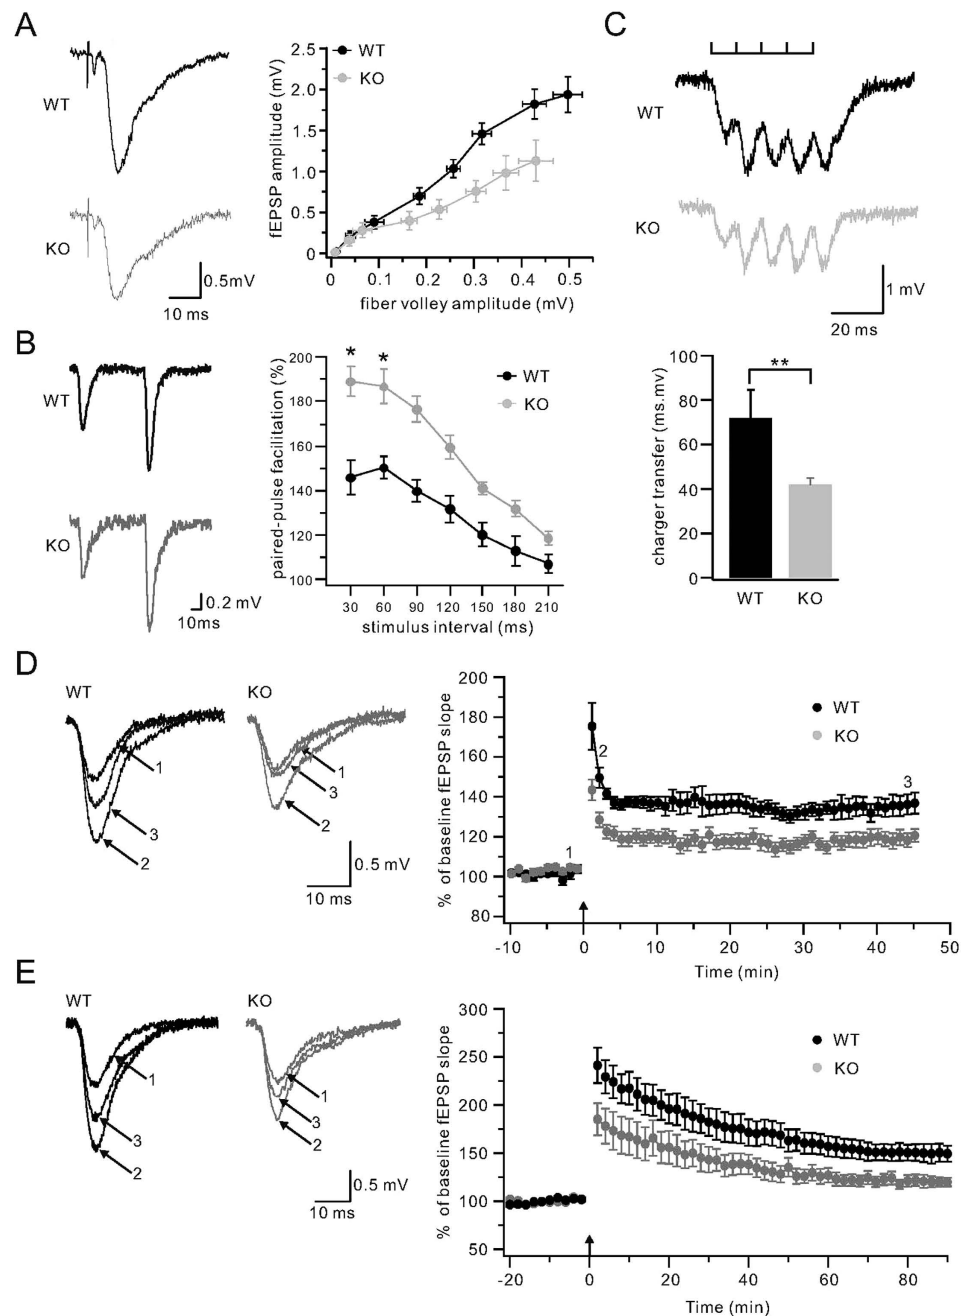 A
WT
KO
0.5mV
10 ms
fEPSP amplitude (mV)
2.5
2.0
1.5
1.0
0.5
0
WT
KO
0 0.1 0.2 0.3 0.4 0.5
fiber volley amplitude (mV)
C
WT
KO
1 mV
20 ms
B
WT
KO
0.2 mV
10ms
paired-pulse facilitation (%)
200
180
160
140
120
100
* *
WT
KO
30 60 90 120 150 180 210
stimulus interval (ms)
charger transfer (ms.mv)
100
80
60
40
20
0
**
WT KO
D
WT
1
3
2
KO
1
3
2
0.5 mV
10 ms
% of baseline fEPSP slope
200
180
160
140
120
100
80
WT
KO
2
3
1
-10 0 10 20 30 40 50
Time (min)
E
WT
1
3
2
KO
1
3
2
0.5 mV
10 ms
% of baseline fEPSP slope
300
250
200
150
100
50
WT
KO
-20 0 20 40 60 80
Time (min)